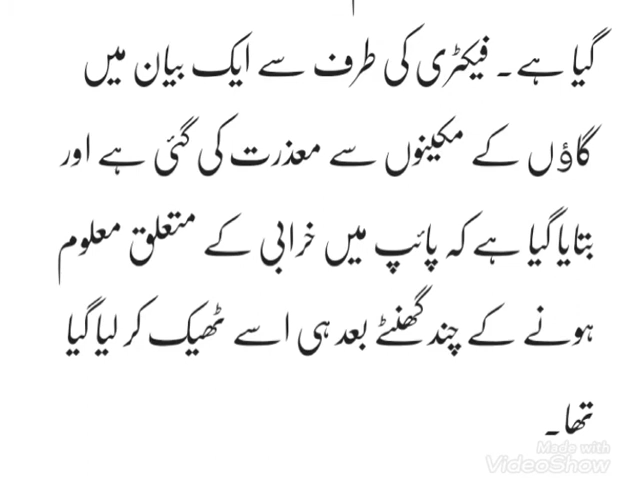 گیا ہے۔ فیکٹری کی طرف سے ایک بیان میں
گاؤں کے مکینوں سے معذرت کی گئی ہے اور
بتایا گیا ہے کہ پائپ میں خرابی کے متعلق معلوم
ہونے کے چند گھنٹے بعد ہی اسے ٹھیک کر لیا گیا
تھا۔
Made with
VideoShow